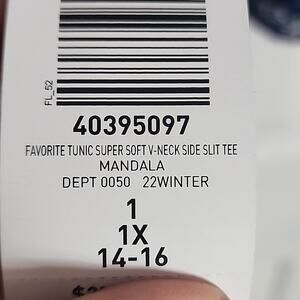 FL_52
40395097
FAVORITE TUNIC SUPER SOFT V-NECK SIDE SLIT TEE
MANDALA
DEPT 0050 22WINTER
1
1X
14-16